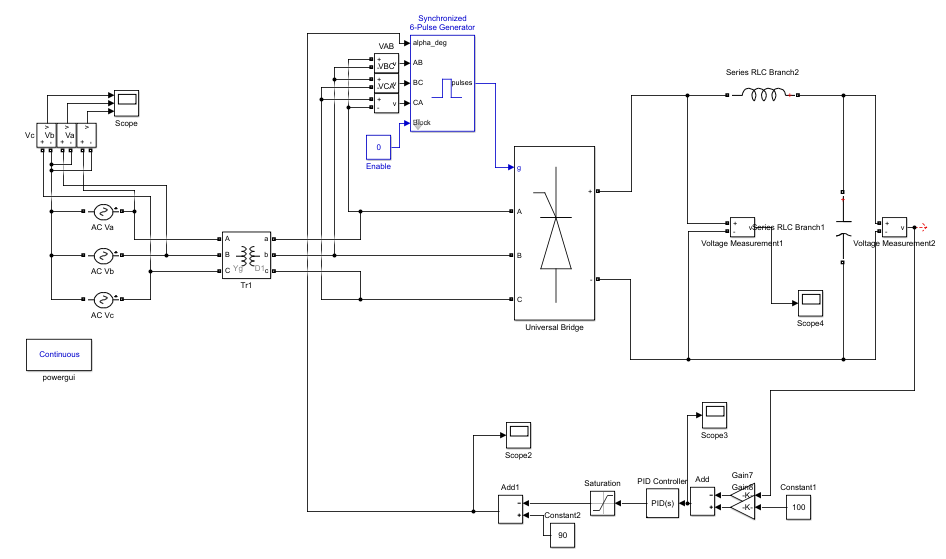 Synchronized
6-Pulse Generator
VAB
alpha_deg
VBC
AB
VCA
BC
pulses
CA
Block
0
Enable
Series RLC Branch2
Scope
Vc
Vb
Va
AC Va
AC Vb
AC Vc
A
B
C
a
b
c
Yg
D1
Tr1
g
A
B
C
+
-
Universal Bridge
Voltage Measurement1
Series RLC Branch1
v
Voltage Measurement2
Scope4
Continuous
powergui
Scope3
Scope2
Add1
Saturation
PID Controller
PID(s)
Add
Gain7
Gain8
-K-
-K-
Constant1
100
Constant2
90